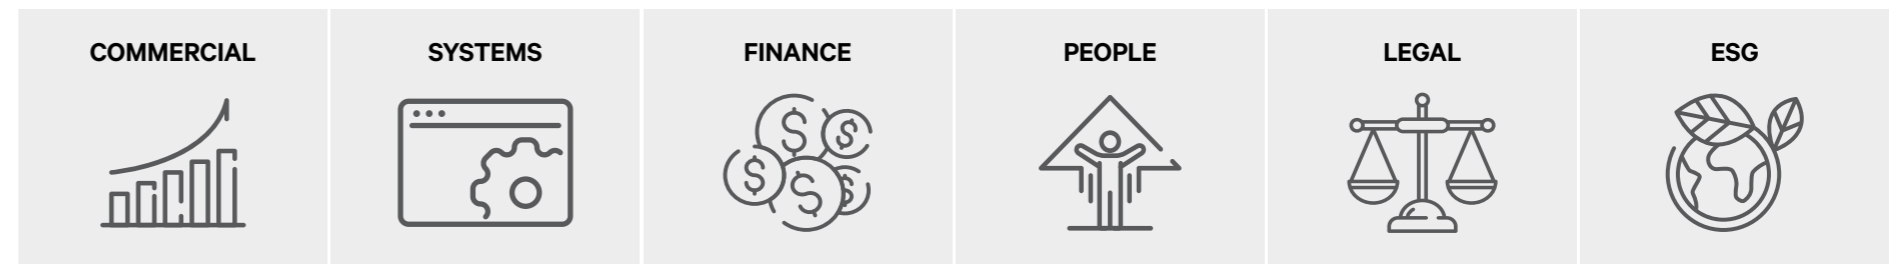 COMMERCIAL
SYSTEMS
FINANCE
PEOPLE
LEGAL
ESG
$
$
$
$
$